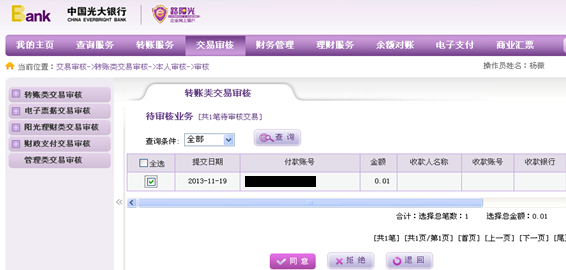 Bank 中国光大银行 CHINA EVERBRIGHT BANK
我的主页 查询服务 转账服务 交易审核 财务管理 理财服务 余额对账 电子支付 商业汇票
当前位置：交易审核->转账类交易审核->本人审核->审核 操作员姓名：杨薇
转账类交易审核
电子票据交易审核
阳光理财类交易审核
财政支付交易审核
管理类交易审核
转账类交易审核
待审核业务 [共1笔待审核交易]
查询条件： 全部 查 询
全选 提交日期 付款账号 金额 收款人名称 收款账号 收款银行
2013-11-19 0.01
合计：选择总笔数：1 选择总金额：0.01
[共1笔] [共1页/第1页] [首页] [上一页] [下一页] [尾
同 意 拒 绝 退 回